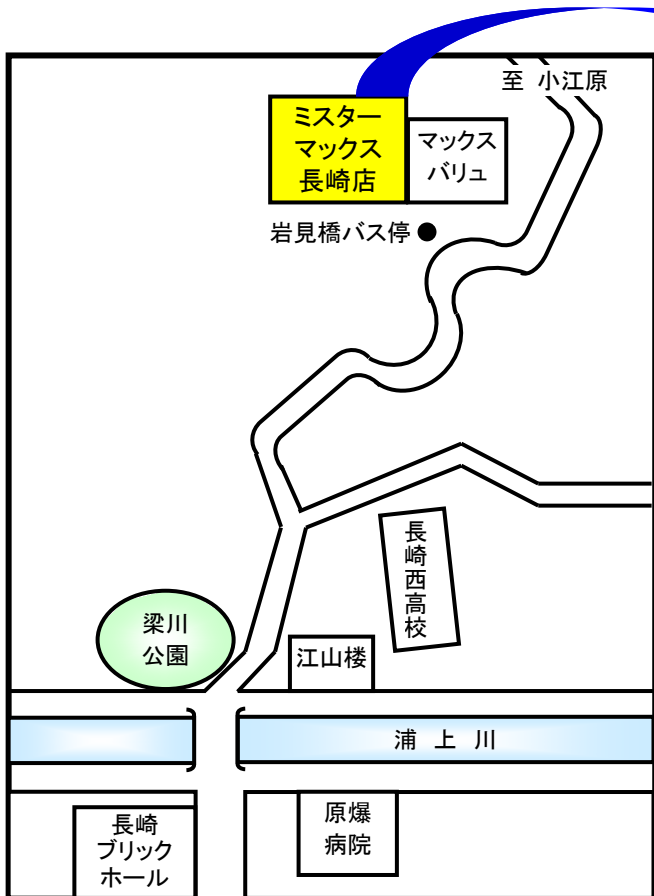 至 小江原
ミスター
マックス
長崎店
マックス
バリュ
岩見橋バス停
長崎西高校
梁川
公園
江山楼
浦上川
長崎
ブリック
ホール
原爆
病院